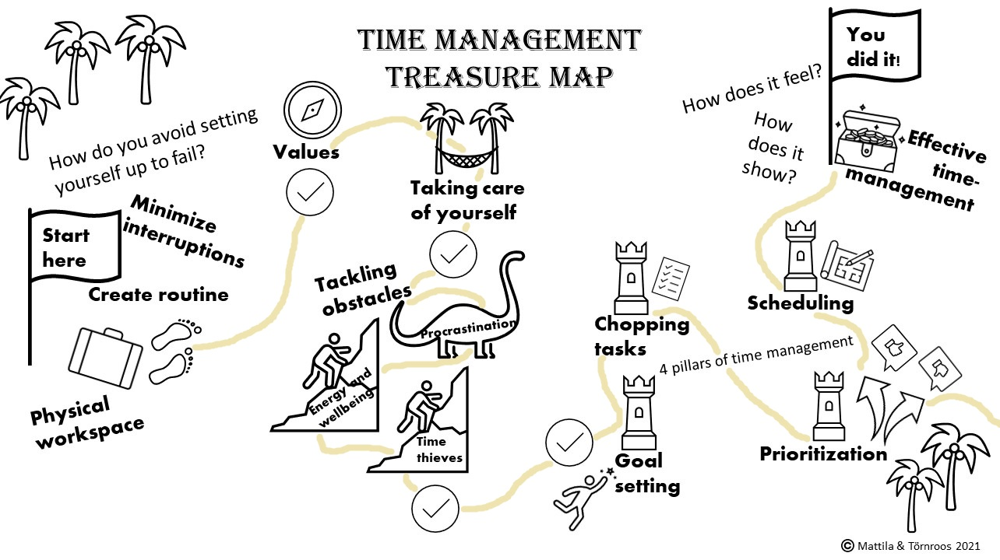 TIME MANAGEMENT
TREASURE MAP
How do you avoid setting
yourself up to fail?
Start
here
Minimize
interruptions
Create routine
Physical
workspace
Values
Taking care
of yourself
Tackling
obstacles
Procrastination
Energy and
wellbeing
Time
thieves
Goal
setting
Chopping
tasks
4 pillars of time management
Prioritization
Scheduling
Effective
time-
management
How does it feel?
How
does it
show?
You
did it!
© Mattila & Törnroos 2021